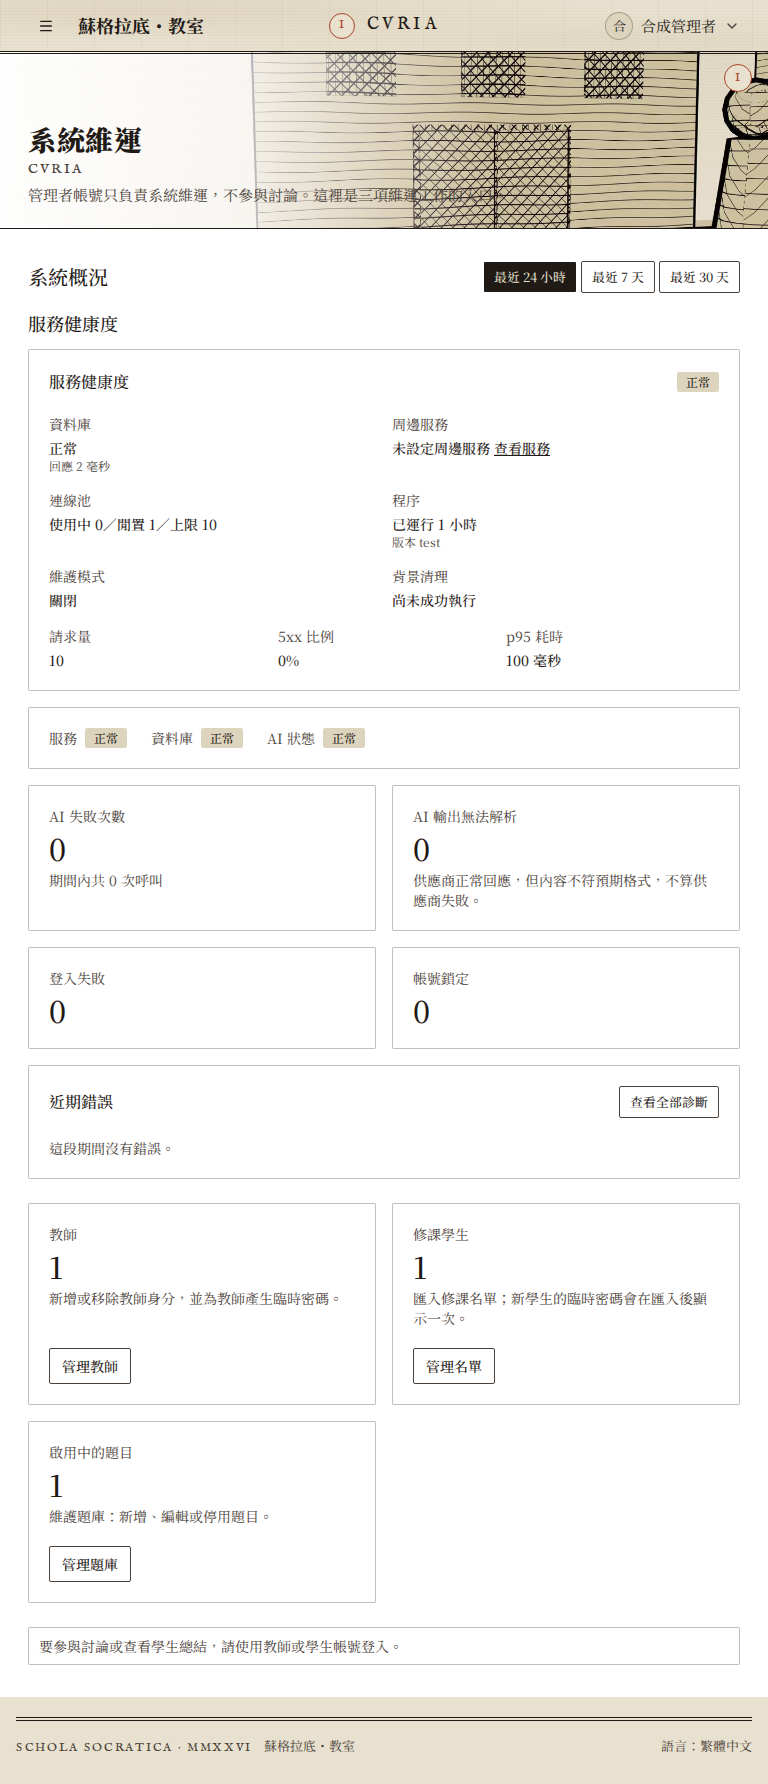 蘇格拉底・教室
I
CVRIA
合
合成管理者
I
系統維運
CVRIA
管理者帳號只負責系統維運，不參與討論。這裡是三項維運工作的入口。
系統概況
最近 24 小時
最近 7 天
最近 30 天
服務健康度
服務健康度
正常
資料庫
正常
回應 2 毫秒
周邊服務
未設定周邊服務 查看服務
連線池
使用中 0／閒置 1／上限 10
程序
已運行 1 小時
版本 test
維護模式
關閉
背景清理
尚未成功執行
請求量
10
5xx 比例
0%
p95 耗時
100 毫秒
服務 正常 資料庫 正常 AI 狀態 正常
AI 失敗次數
0
期間內共 0 次呼叫
AI 輸出無法解析
0
供應商正常回應，但內容不符預期格式，不算供
應商失敗。
登入失敗
0
帳號鎖定
0
近期錯誤
查看全部診斷
這段期間沒有錯誤。
教師
1
新增或移除教師身分，並為教師產生臨時密碼。
管理教師
修課學生
1
匯入修課名單；新學生的臨時密碼會在匯入後顯
示一次。
管理名單
啟用中的題目
1
維護題庫：新增、編輯或停用題目。
管理題庫
要參與討論或查看學生總結，請使用教師或學生帳號登入。
SCHOLA SOCRATICA · MMXXVI 蘇格拉底・教室
語言：繁體中文